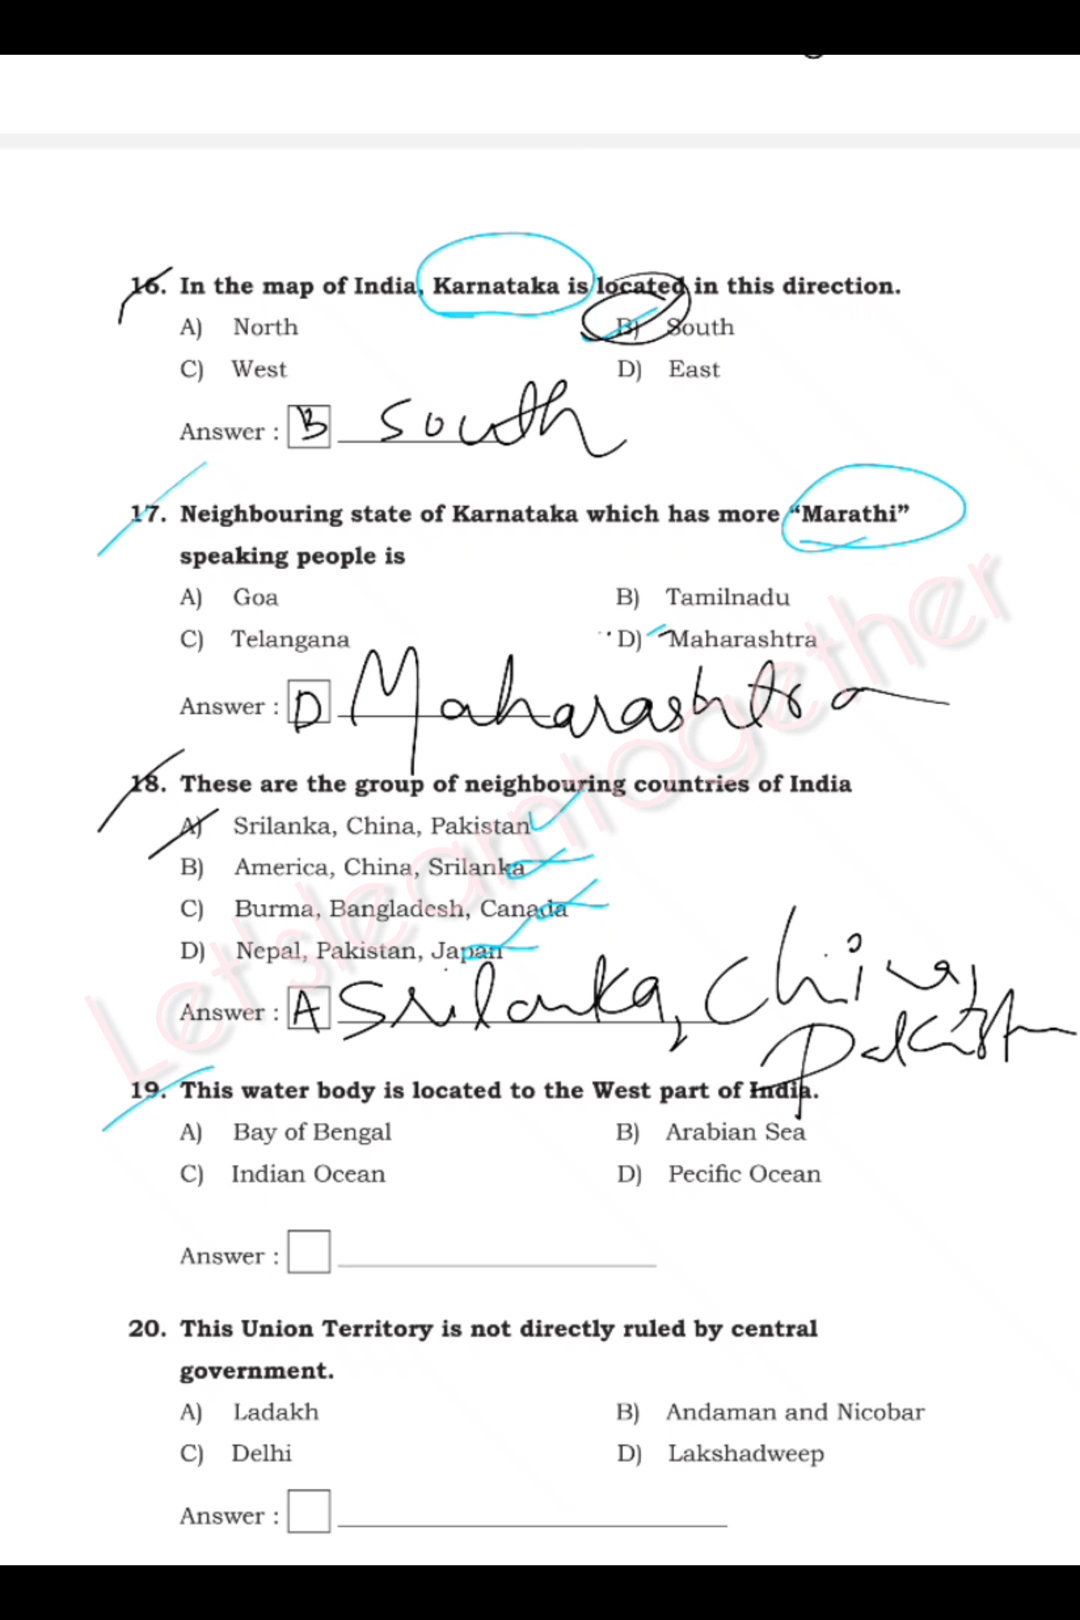 16. In the map of India, Karnataka is located in this direction.
A) North B) South
C) West D) East
Answer : B South
17. Neighbouring state of Karnataka which has more “Marathi”
speaking people is
A) Goa B) Tamilnadu
C) Telangana D) Maharashtra
Answer : D Maharashtra
18. These are the group of neighbouring countries of India
A) Srilanka, China, Pakistan
B) America, China, Srilanka
C) Burma, Bangladesh, Canada
D) Nepal, Pakistan, Japan
Answer : A Srilanka, China,
19. This water body is located to the West part of India.
A) Bay of Bengal B) Arabian Sea
C) Indian Ocean D) Pecific Ocean
Answer :
20. This Union Territory is not directly ruled by central
government.
A) Ladakh B) Andaman and Nicobar
C) Delhi D) Lakshadweep
Answer :
Let'slearntogether